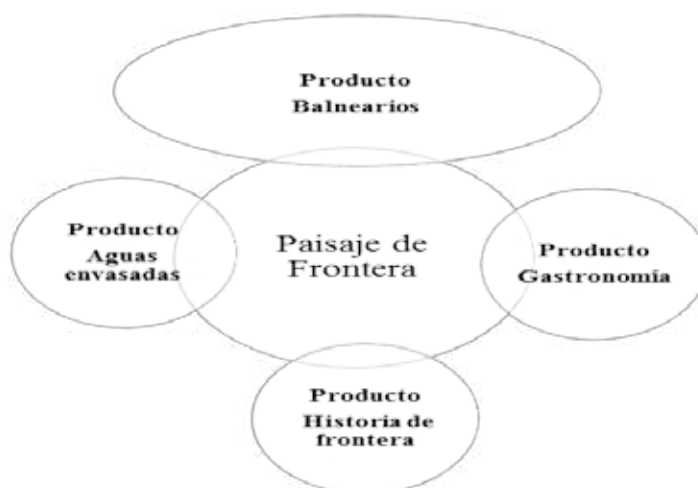 Producto
Balnearios
Producto
Aguas
envasadas
Paisaje de
Frontera
Producto
Gastronomía
Producto
Historia de
frontera